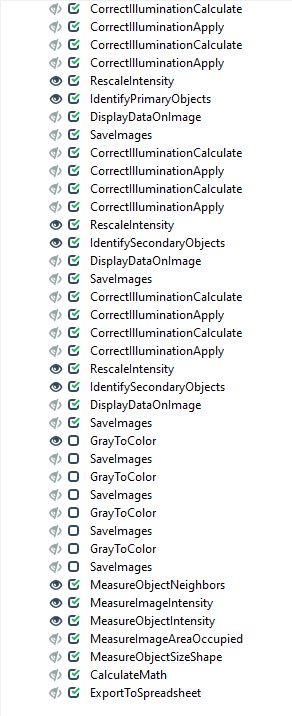 CorrectIlluminationCalculate
CorrectIlluminationApply
CorrectIlluminationCalculate
CorrectIlluminationApply
RescaleIntensity
IdentifyPrimaryObjects
DisplayDataOnImage
SaveImages
CorrectIlluminationCalculate
CorrectIlluminationApply
CorrectIlluminationCalculate
CorrectIlluminationApply
RescaleIntensity
IdentifySecondaryObjects
DisplayDataOnImage
SaveImages
CorrectIlluminationCalculate
CorrectIlluminationApply
CorrectIlluminationCalculate
CorrectIlluminationApply
RescaleIntensity
IdentifySecondaryObjects
DisplayDataOnImage
SaveImages
GrayToColor
SaveImages
GrayToColor
SaveImages
GrayToColor
SaveImages
GrayToColor
SaveImages
MeasureObjectNeighbors
MeasureImageIntensity
MeasureObjectIntensity
MeasureImageAreaOccupied
MeasureObjectSizeShape
CalculateMath
ExportToSpreadsheet